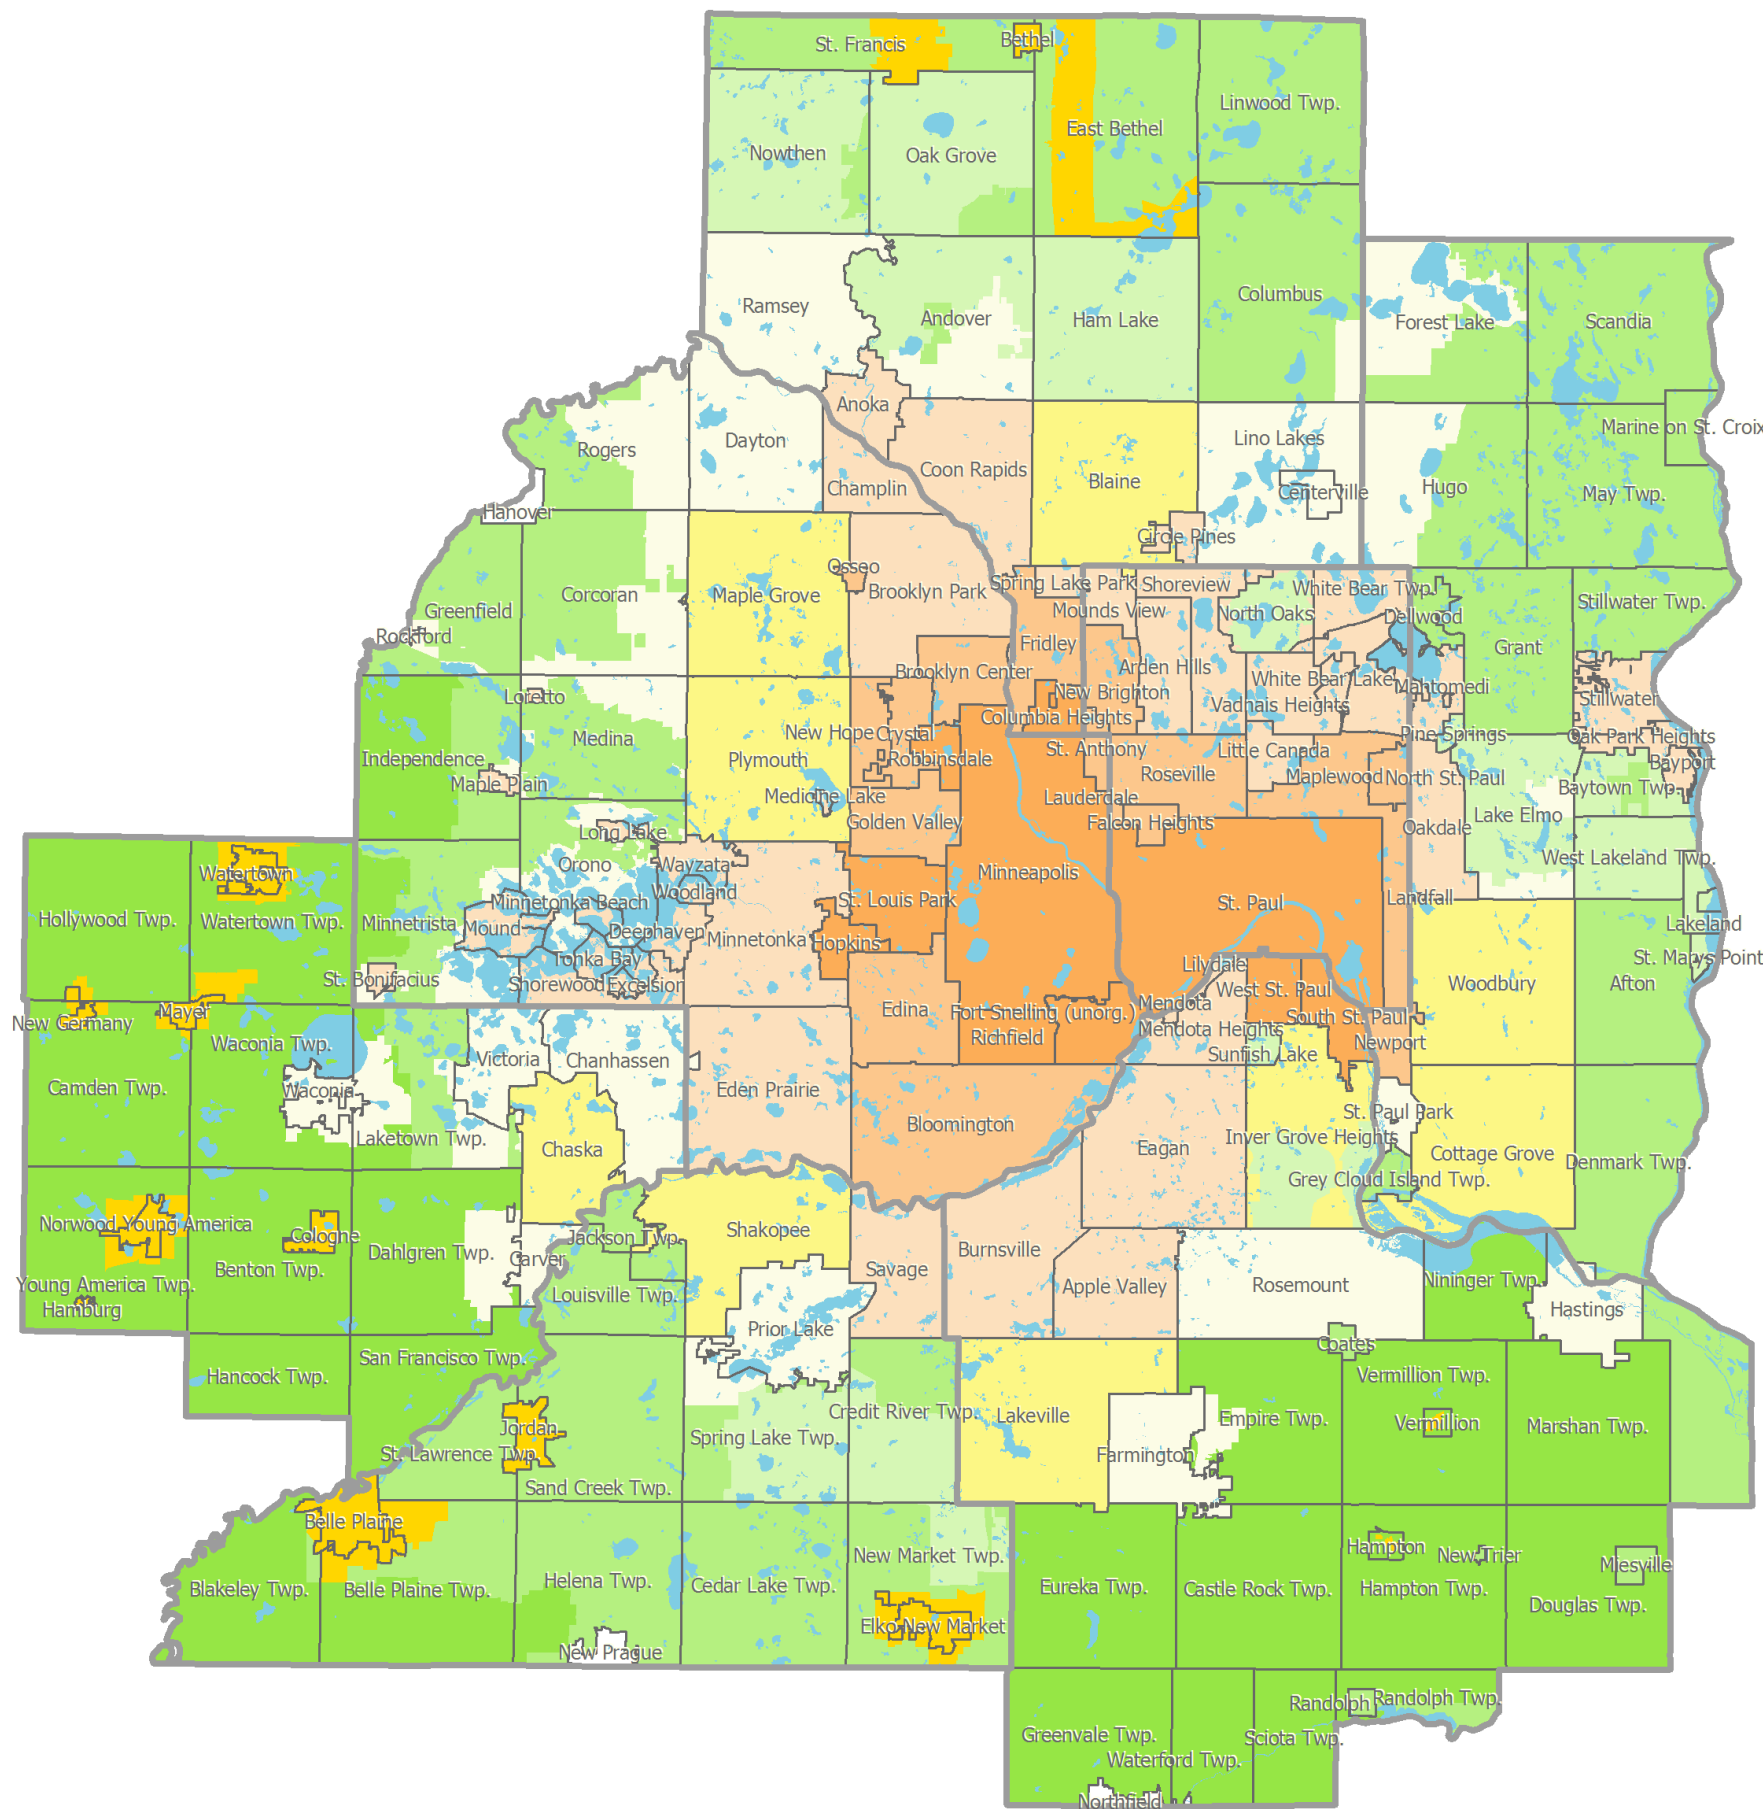 St. Francis
Bethel
Linwood Twp.
East Bethel
Nowthen
Oak Grove
Columbus
Ramsey
Andover
Ham Lake
Forest Lake
Scandia
Anoka
Marine on St. Croix
Lino Lakes
Dayton
Rogers
Coon Rapids
Blaine
Champlin
Centerville
Hugo
May Twp.
Hanover
Circle Pines
Osseo
Spring Lake Park
Shoreview
White Bear Twp.
Maple Grove
Brooklyn Park
Corcoran
Stillwater Twp.
Greenfield
Mounds View
North Oaks
Dellwood
Rockford
Fridley
Grant
Arden Hills
Brooklyn Center
White Bear Lake
Mahtomedi
New Brighton
Loretto
Stillwater
Vadnais Heights
Columbia Heights
New Hope
Crystal
Pine Springs
Oak Park Heights
Medina
St. Anthony
Little Canada
Independence
Plymouth
Robbinsdale
Bayport
Roseville
Maplewood
North St. Paul
Maple Plain
Baytown Twp.
Medicine Lake
Lauderdale
Lake Elmo
Golden Valley
Falcon Heights
Oakdale
Long Lake
West Lakeland Twp.
Orono
Wayzata
Minneapolis
Watertown
Woodland
St. Louis Park
Landfall
Minnetonka Beach
St. Paul
Hollywood Twp.
Watertown Twp.
Minnetrista
Mound
Deephaven
Minnetonka
Hopkins
Lakeland
Tonka Bay
St. Marys Point
Lilydale
St. Bonifacius
Shorewood
Excelsior
West St. Paul
Woodbury
Afton
Mendota
Mayer
Edina
Fort Snelling (unorg.)
South St. Paul
New Germany
Richfield
Mendota Heights
Newport
Waconia Twp.
Sunfish Lake
Victoria
Chanhassen
Camden Twp.
Waconia
Eden Prairie
St. Paul Park
Bloomington
Laketown Twp.
Inver Grove Heights
Chaska
Eagan
Cottage Grove
Denmark Twp.
Grey Cloud Island Twp.
Norwood Young America
Cologne
Jackson Twp.
Shakopee
Dahlgren Twp.
Carver
Burnsville
Benton Twp.
Savage
Nininger Twp.
Young America Twp.
Louisville Twp.
Apple Valley
Rosemount
Hamburg
Hastings
Prior Lake
Coates
San Francisco Twp.
Hancock Twp.
Vermillion Twp.
Credit River Twp.
Lakeville
Empire Twp.
Vermillion
Marshan Twp.
Jordan
Spring Lake Twp.
St. Lawrence Twp.
Farmington
Sand Creek Twp.
Belle Plaine
Hampton
New Trier
New Market Twp.
Miesville
Helena Twp.
Cedar Lake Twp.
Eureka Twp.
Castle Rock Twp.
Hampton Twp.
Blakeley Twp.
Belle Plaine Twp.
Douglas Twp.
Elko New Market
New Prague
Randolph
Randolph Twp.
Greenvale Twp.
Sciota Twp.
Waterford Twp.
Northfield